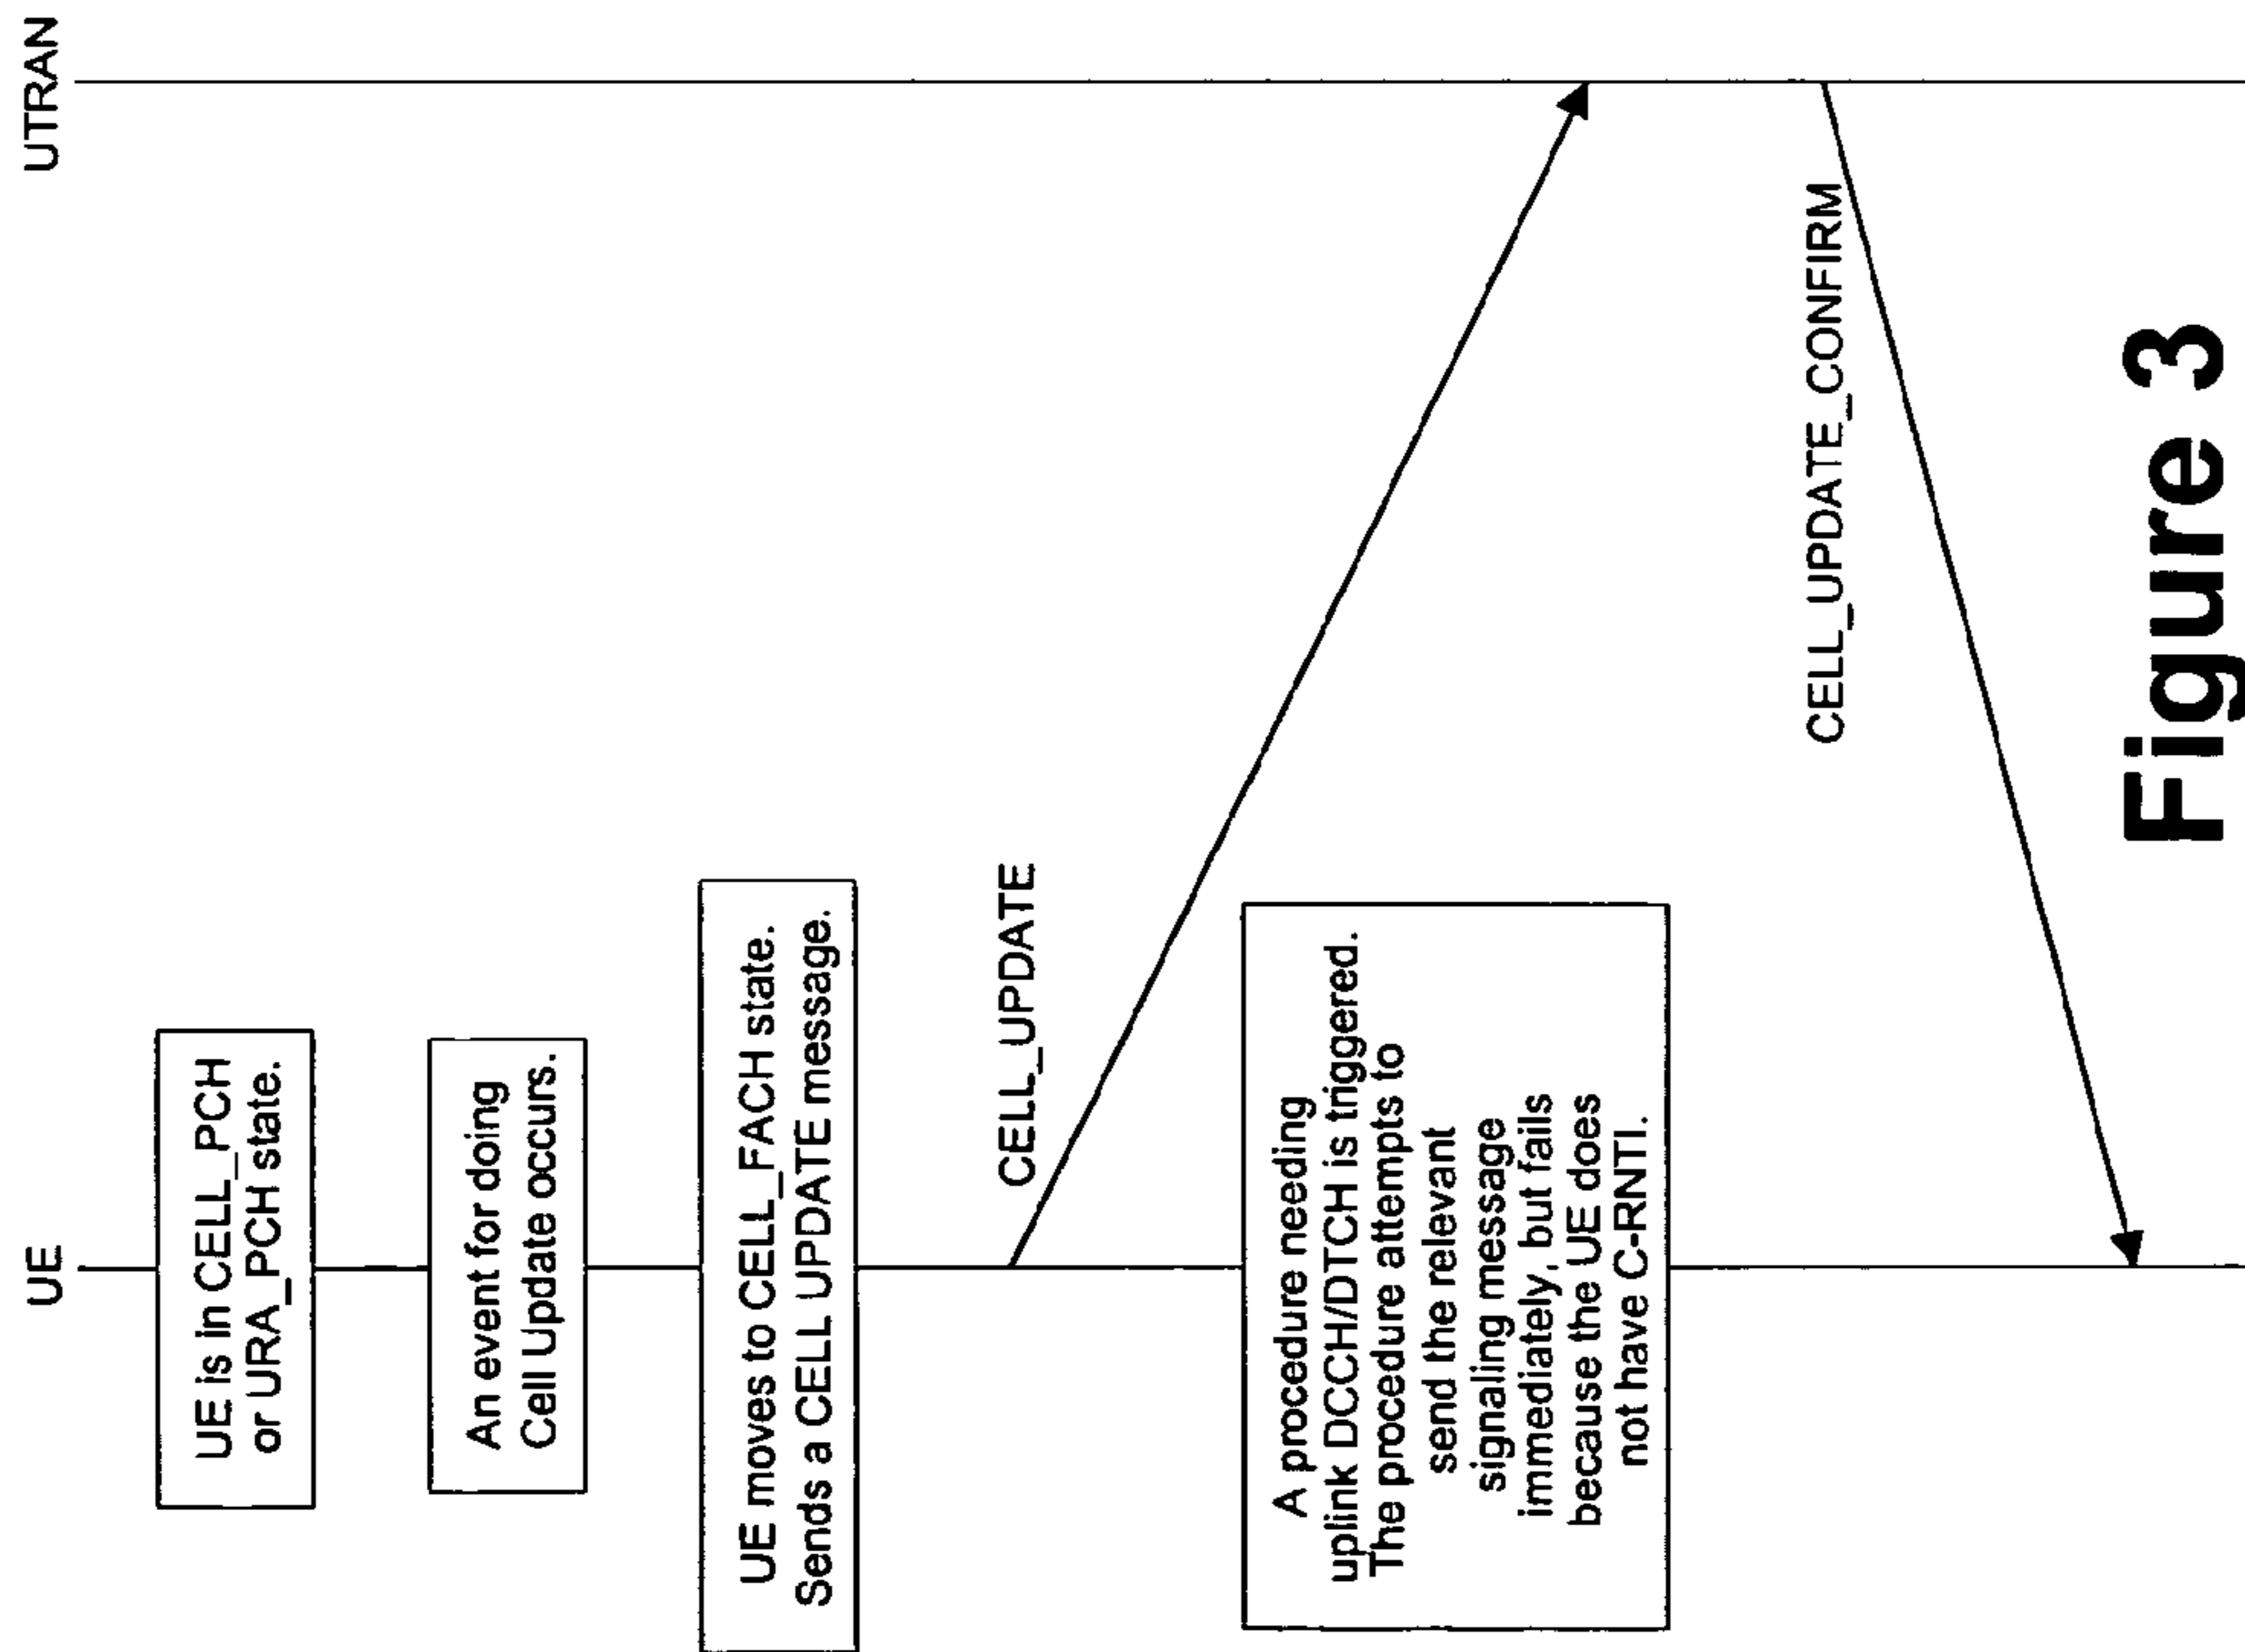 UE
UTRAN
UE is in CELL_PCH
or URA_PCH state.
An event for doing
Cell Update occurs.
UE moves to CELL_FACH state.
Sends a CELL UPDATE message.
CELL_UPDATE
A procedure needing
uplink DCCH/DTCH is triggered.
The procedure attempts to
send the relevant
signaling message
immediately, but fails
because the UE does
not have C-RNTI.
CELL_UPDATE_CONFIRM
Figure 3